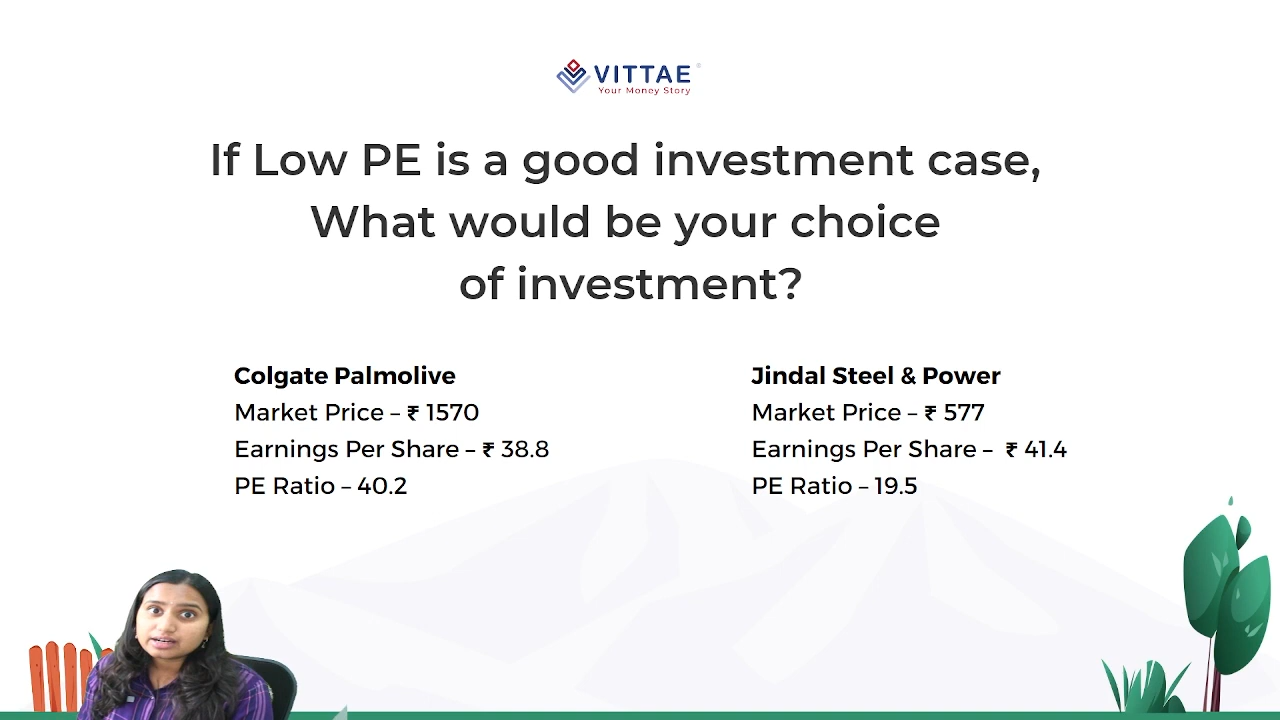 VITTAE
Your Money Story
If Low PE is a good investment case,
What would be your choice
of investment?
Colgate Palmolive
Market Price – ₹ 1570
Earnings Per Share – ₹ 38.8
PE Ratio – 40.2
Jindal Steel & Power
Market Price – ₹ 577
Earnings Per Share – ₹ 41.4
PE Ratio – 19.5